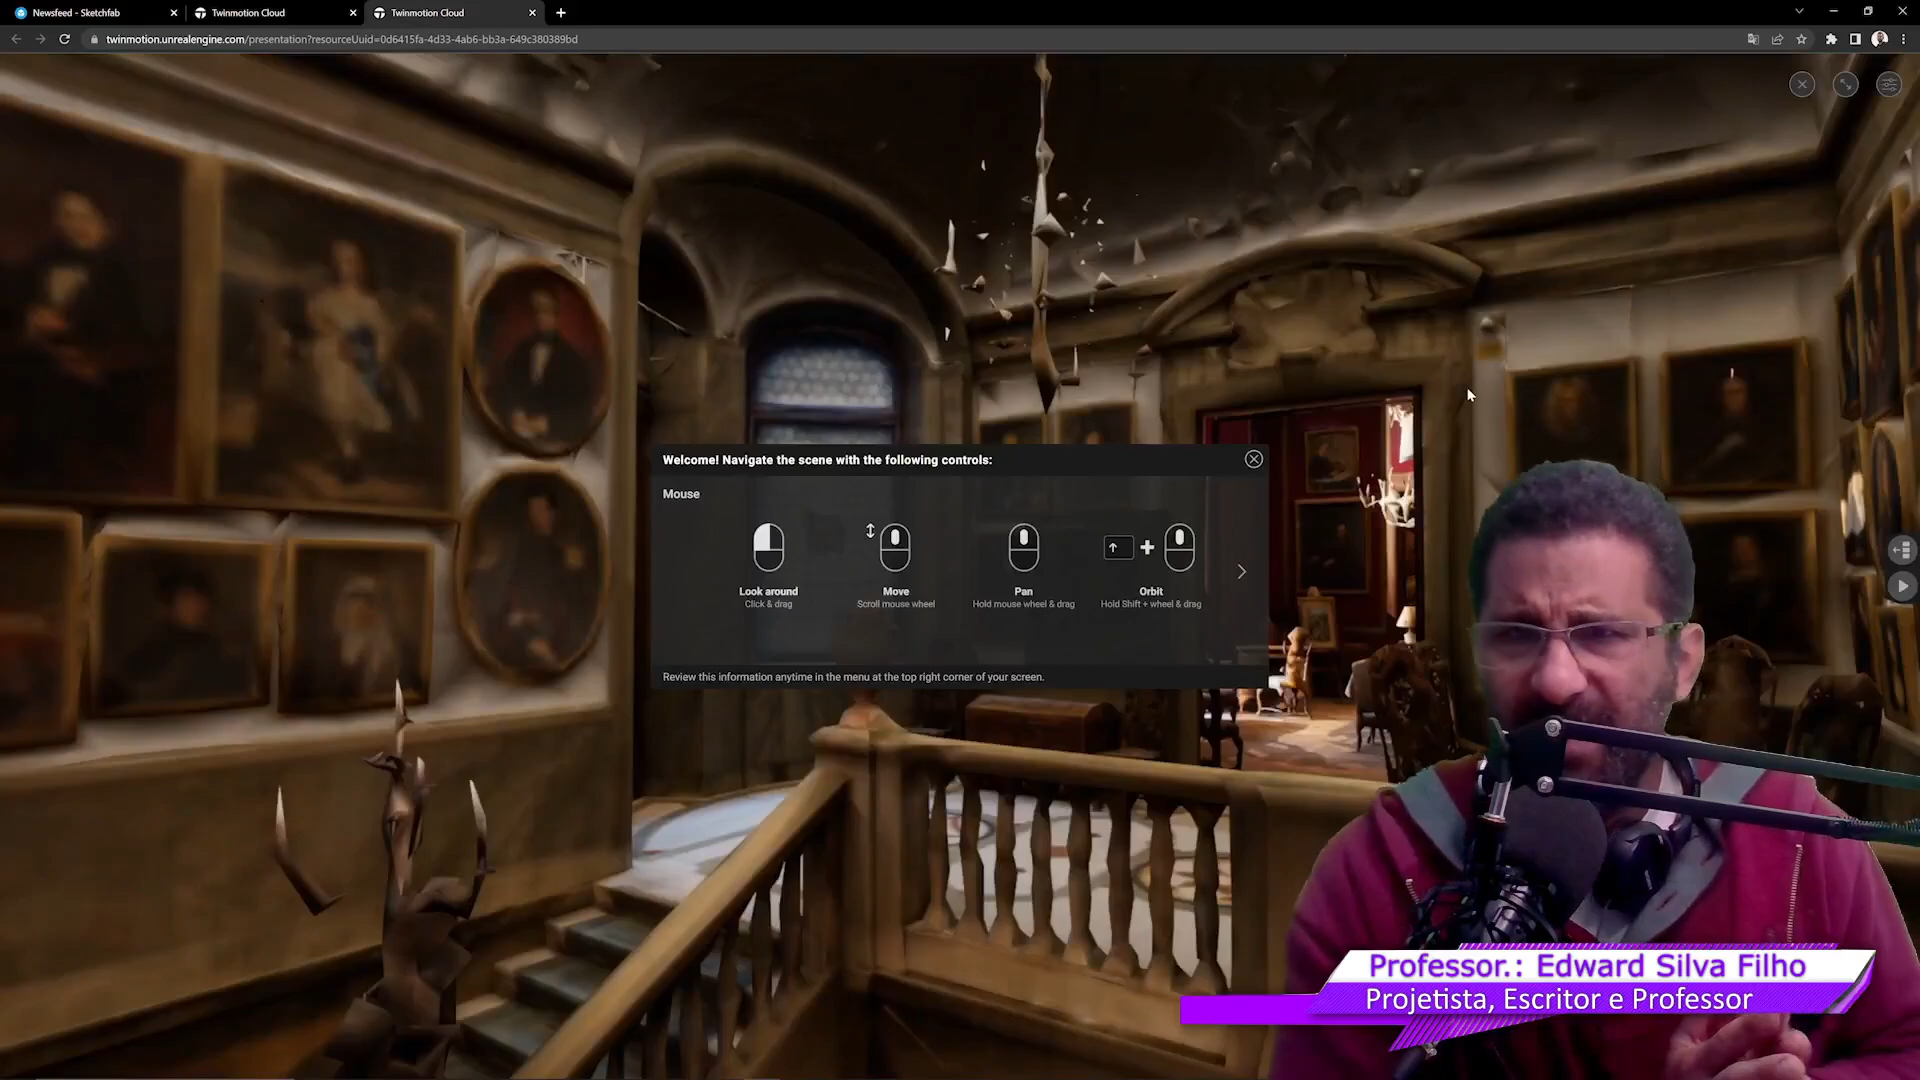 Newsfeed - Sketchfab
Twinmotion Cloud
Twinmotion Cloud
twinmotion.unrealengine.com/presentation?resourceUuid=0d6415fa-4d33-4ab6-bb3a-649c380389bd
Welcome! Navigate the scene with the following controls:
Mouse
Look around
Click & drag
Move
Scroll mouse wheel
Pan
Hold mouse wheel & drag
Orbit
Hold Shift + wheel & drag
Review this information anytime in the menu at the top right corner of your screen.
Professor.: Edward Silva Filho
Projetista, Escritor e Professor